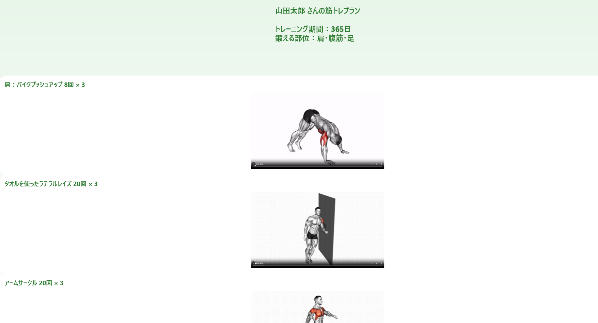 山田太郎 さんの筋トレプラン
トレーニング期間：365日
鍛える部位：肩・腹筋・足
肩：パイクプッシュアップ 8回 × 3
タオルを使ったラテラルレイズ 20回 × 3
アームサークル 20回 × 3